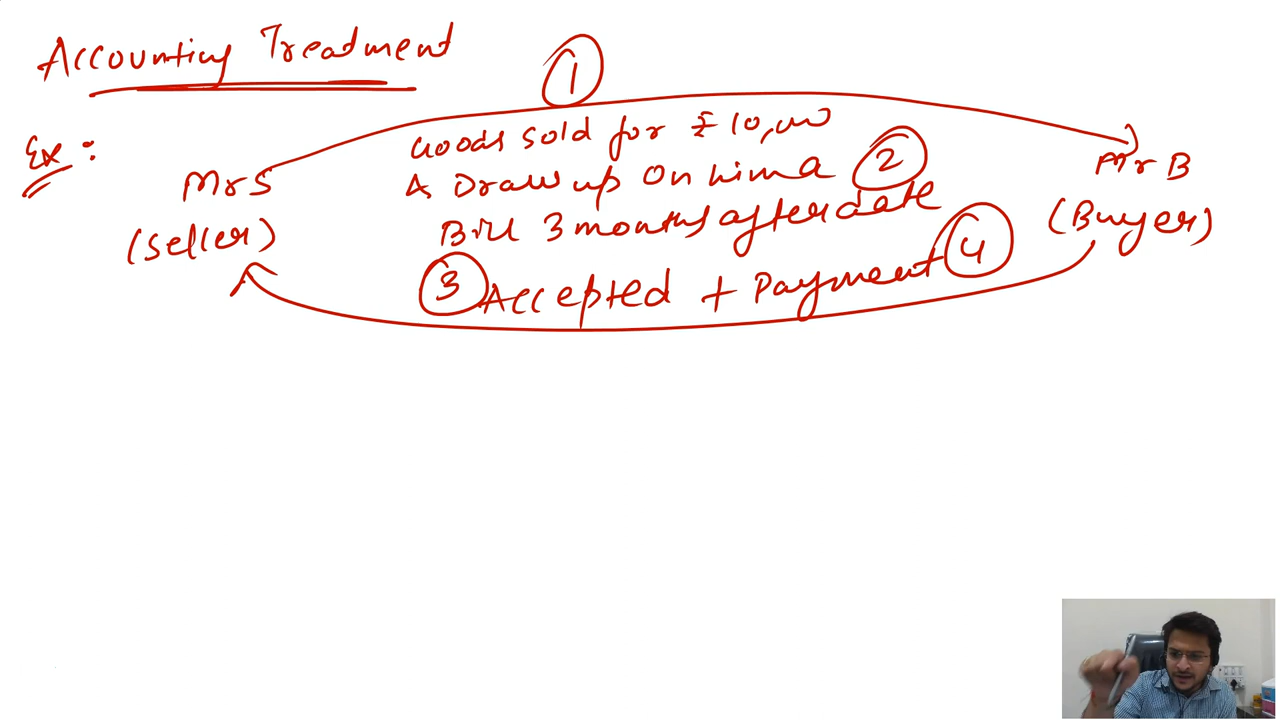 Accounting Treatment
1
Ex :
Goods sold for ₹ 10,000
Mr S
Mr B
& Draw up on him a 2
(Seller)
Bill 3 months after date
(Buyer)
3 Accepted + Payment 4